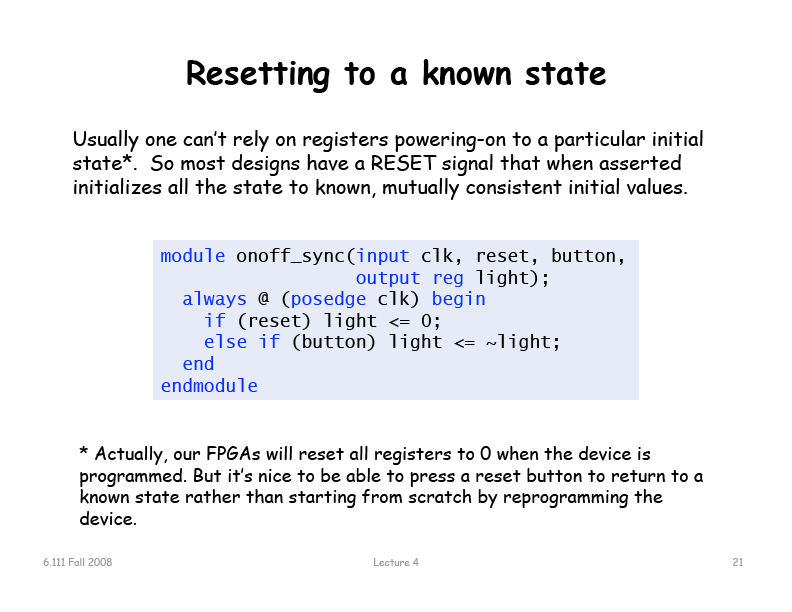 Resetting to a known state
Usually one can't rely on registers powering-on to a particular initial
state*.  So most designs have a RESET signal that when asserted
initializes all the state to known, mutually consistent initial values.
module onoff_sync(input clk, reset, button,
                  output reg light);
  always @ (posedge clk) begin
    if (reset) light <= 0;
    else if (button) light <= ~light;
  end
endmodule
* Actually, our FPGAs will reset all registers to 0 when the device is
programmed. But it's nice to be able to press a reset button to return to a
known state rather than starting from scratch by reprogramming the
device.
6.111 Fall 2008
Lecture 4
21